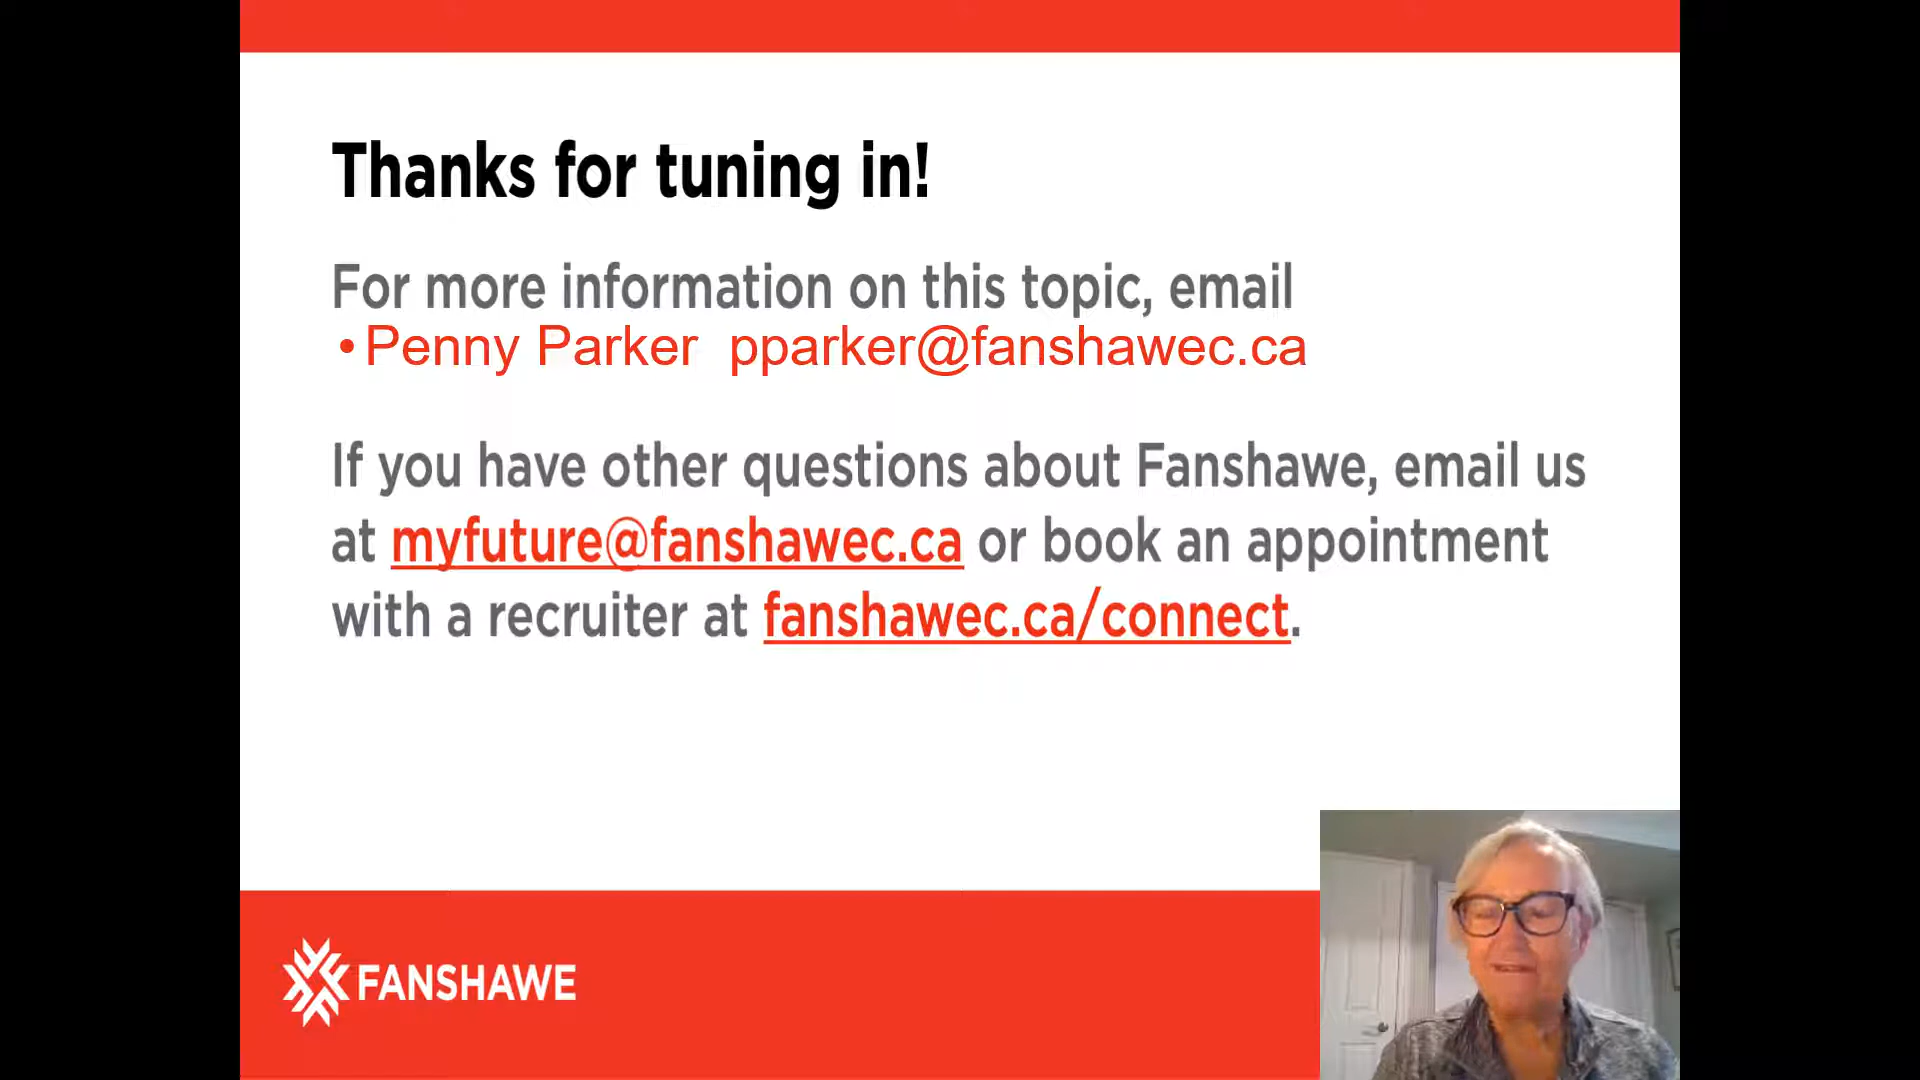 Thanks for tuning in!
For more information on this topic, email
• Penny Parker  pparker@fanshawec.ca
If you have other questions about Fanshawe, email us
at myfuture@fanshawec.ca or book an appointment
with a recruiter at fanshawec.ca/connect.
FANSHAWE